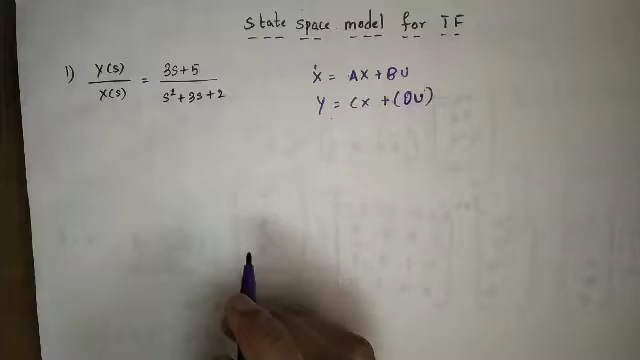 State space model for TF
1) Y(s) / X(s) = 3s+5 / s²+3s+2
Ẋ = AX + BU
Y = CX + (DU)